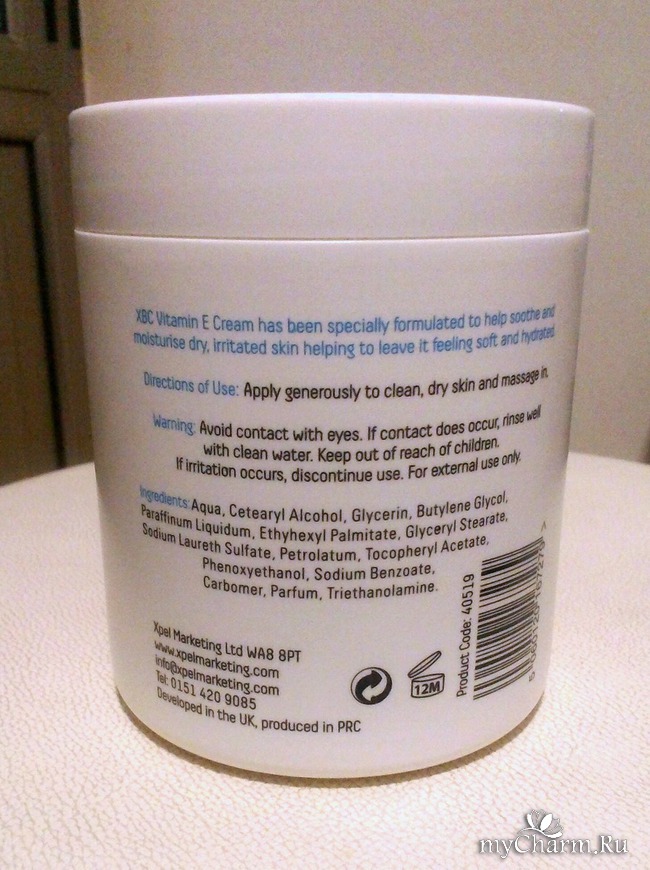 XBC Vitamin E Cream has been specially formulated to help soothe and
moisturise dry, irritated skin helping to leave it feeling soft and hydrated
Directions of Use: Apply generously to clean, dry skin and massage in.
Warning: Avoid contact with eyes. If contact does occur, rinse well
with clean water. Keep out of reach of children.
If irritation occurs, discontinue use. For external use only.
Ingredients: Aqua, Cetearyl Alcohol, Glycerin, Butylene Glycol,
Paraffinum Liquidum, Ethyhexyl Palmitate, Glyceryl Stearate,
Sodium Laureth Sulfate, Petrolatum, Tocopheryl Acetate,
Phenoxyethanol, Sodium Benzoate,
Carbomer, Parfum, Triethanolamine.
Xpel Marketing Ltd WA8 8PT
www.xpelmarketing.com
info@xpelmarketing.com
Tel: 0151 420 9085
Developed in the UK, produced in PRC
12M
Product Code: 40519
myCharm.Ru